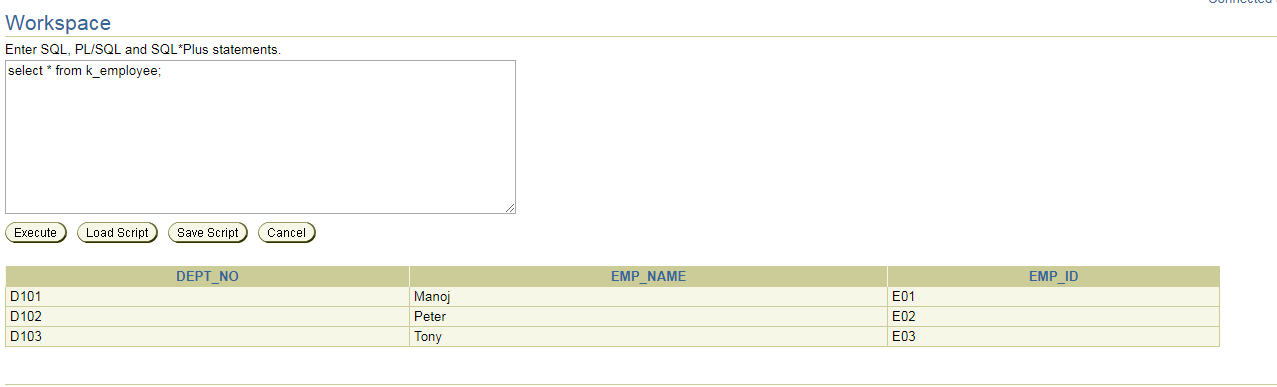 Connected
Workspace
Enter SQL, PL/SQL and SQL*Plus statements.
select * from k_employee;
Execute Load Script Save Script Cancel
DEPT_NO EMP_NAME EMP_ID
D101 Manoj E01
D102 Peter E02
D103 Tony E03